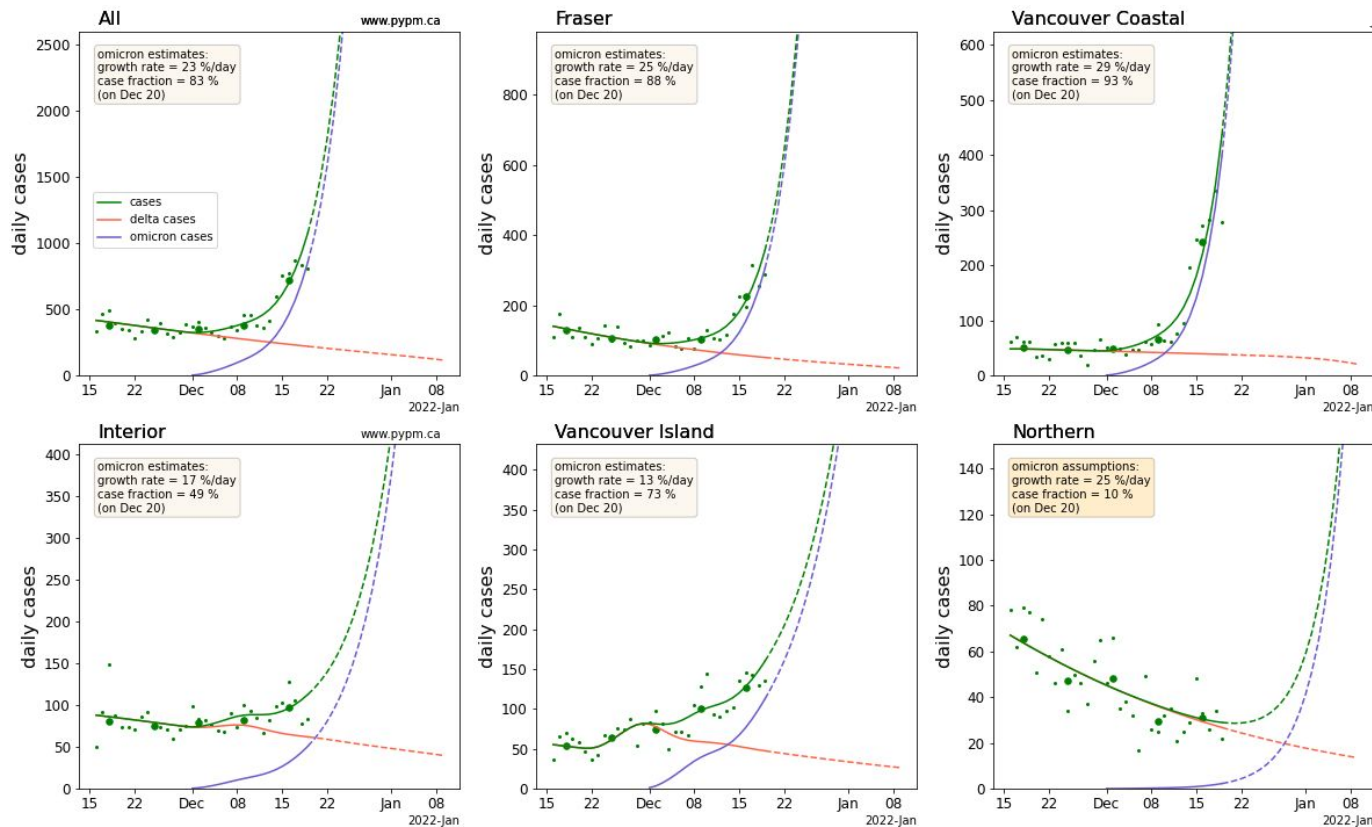 All www.pypm.ca
2500
2000
1500
1000
500
0
daily cases
omicron estimates:
growth rate = 23 %/day
case fraction = 83 %
(on Dec 20)
cases
delta cases
omicron cases
15 22 Dec 08 15 22 Jan 08
2022-Jan
Fraser
800
600
400
200
0
daily cases
omicron estimates:
growth rate = 25 %/day
case fraction = 88 %
(on Dec 20)
15 22 Dec 08 15 22 Jan 08
2022-Jan
Vancouver Coastal
600
500
400
300
200
100
0
daily cases
omicron estimates:
growth rate = 29 %/day
case fraction = 93 %
(on Dec 20)
15 22 Dec 08 15 22 Jan 08
2022-Jan
Interior www.pypm.ca
400
350
300
250
200
150
100
50
0
daily cases
omicron estimates:
growth rate = 17 %/day
case fraction = 49 %
(on Dec 20)
15 22 Dec 08 15 22 Jan 08
2022-Jan
Vancouver Island
400
350
300
250
200
150
100
50
0
daily cases
omicron estimates:
growth rate = 13 %/day
case fraction = 73 %
(on Dec 20)
15 22 Dec 08 15 22 Jan 08
2022-Jan
Northern
140
120
100
80
60
40
20
0
daily cases
omicron assumptions:
growth rate = 25 %/day
case fraction = 10 %
(on Dec 20)
15 22 Dec 08 15 22 Jan 08
2022-Jan